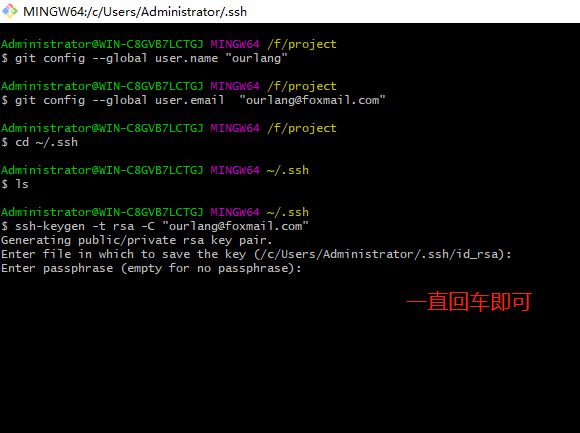 MINGW64:/c/Users/Administrator/.ssh
Administrator@WIN-C8GVB7LCTGJ MINGW64 /f/project
$ git config --global user.name "ourlang"
Administrator@WIN-C8GVB7LCTGJ MINGW64 /f/project
$ git config --global user.email  "ourlang@foxmail.com"
Administrator@WIN-C8GVB7LCTGJ MINGW64 /f/project
$ cd ~/.ssh
Administrator@WIN-C8GVB7LCTGJ MINGW64 ~/.ssh
$ ls
Administrator@WIN-C8GVB7LCTGJ MINGW64 ~/.ssh
$ ssh-keygen -t rsa -C "ourlang@foxmail.com"
Generating public/private rsa key pair.
Enter file in which to save the key (/c/Users/Administrator/.ssh/id_rsa):
Enter passphrase (empty for no passphrase):
一直回车即可